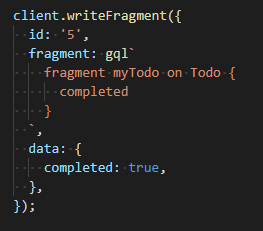 client.writeFragment({
  id: '5',
  fragment: gql`
    fragment myTodo on Todo {
      completed
    }
  `,
  data: {
    completed: true,
  },
});